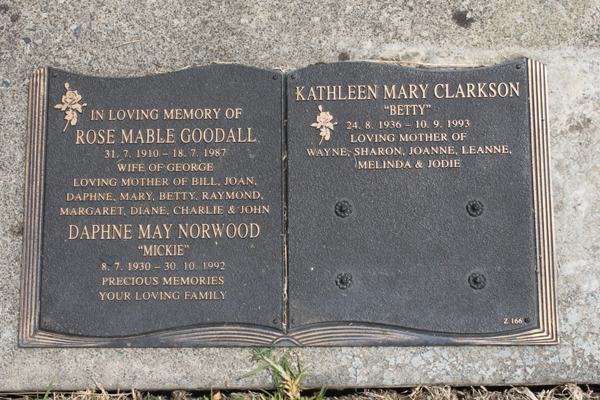 IN LOVING MEMORY OF
ROSE MABLE GOODALL
31. 7. 1910 – 18. 7. 1987
WIFE OF GEORGE
LOVING MOTHER OF BILL, JOAN,
DAPHNE, MARY, BETTY, RAYMOND,
MARGARET, DIANE, CHARLIE & JOHN
DAPHNE MAY NORWOOD
"MICKIE"
8. 7. 1930 – 30. 10. 1992
PRECIOUS MEMORIES
YOUR LOVING FAMILY
KATHLEEN MARY CLARKSON
"BETTY"
24. 8. 1936 – 10. 9. 1993
LOVING MOTHER OF
WAYNE, SHARON, JOANNE, LEANNE,
MELINDA & JODIE
Z 166